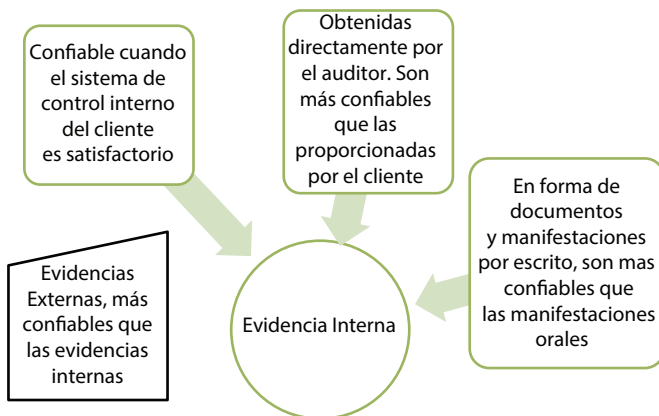 Confiable cuando
el sistema de
control interno
del cliente
es satisfactorio
Obtenidas
directamente por
el auditor. Son
más confiables
que las
proporcionadas
por el cliente
En forma de
documentos
y manifestaciones
por escrito, son mas
confiables que
las manifestaciones
orales
Evidencias
Externas, más
confiables que
las evidencias
internas
Evidencia Interna